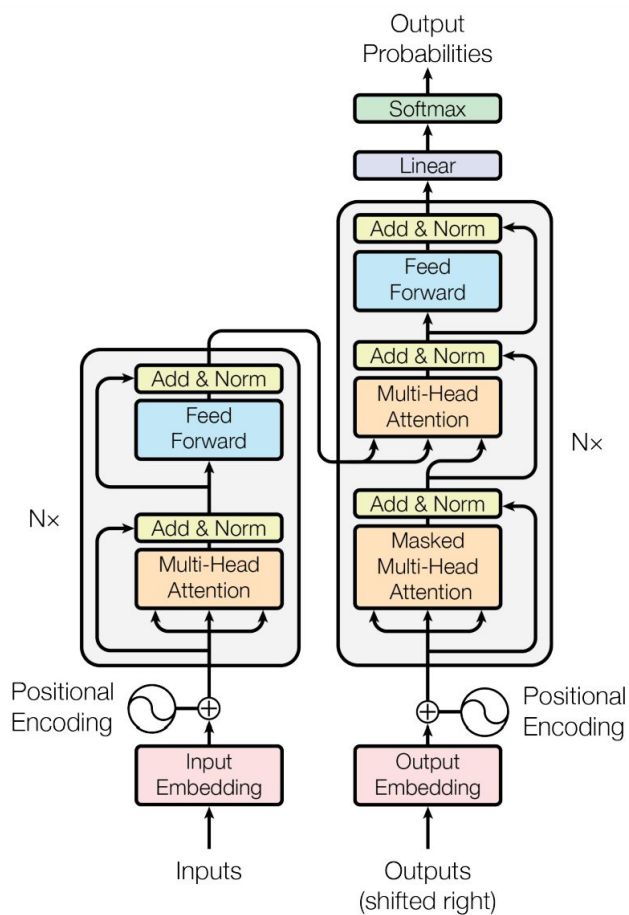 Output
Probabilities
Softmax
Linear
Add & Norm
Feed
Forward
Add & Norm
Multi-Head
Attention
Add & Norm
Masked
Multi-Head
Attention
N×
Add & Norm
Feed
Forward
Add & Norm
Multi-Head
Attention
N×
Positional
Encoding
Positional
Encoding
Input
Embedding
Output
Embedding
Inputs
Outputs
(shifted right)